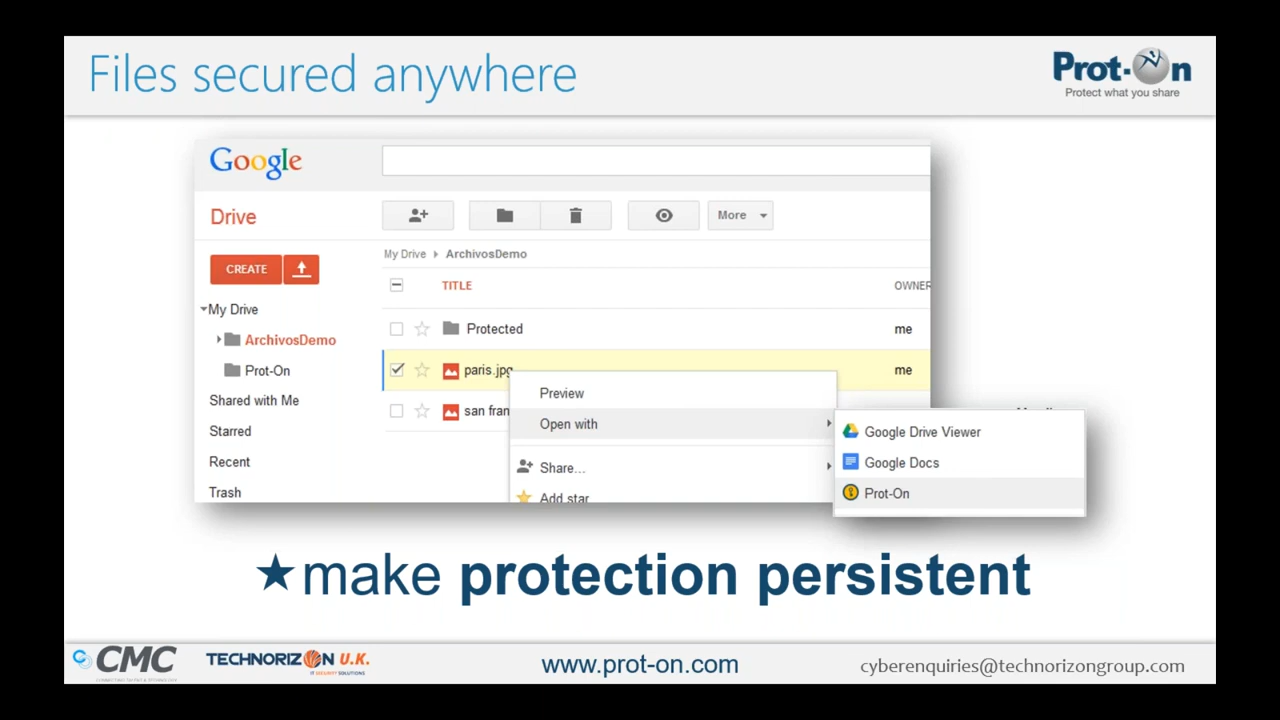 Files secured anywhere
Prot-On
Protect what you share
Google
Drive
More
My Drive ArchivosDemo
CREATE
TITLE
OWNER
My Drive
Protected
me
ArchivosDemo
paris.jpg
me
Prot-On
Preview
Shared with Me
san fran
Open with
Google Drive Viewer
Starred
Google Docs
Recent
Share...
Prot-On
Trash
Add star
★make protection persistent
CMC
TECHNORIZON U.K.
IT SECURITY SOLUTIONS
www.prot-on.com
cyberenquiries@technorizongroup.com